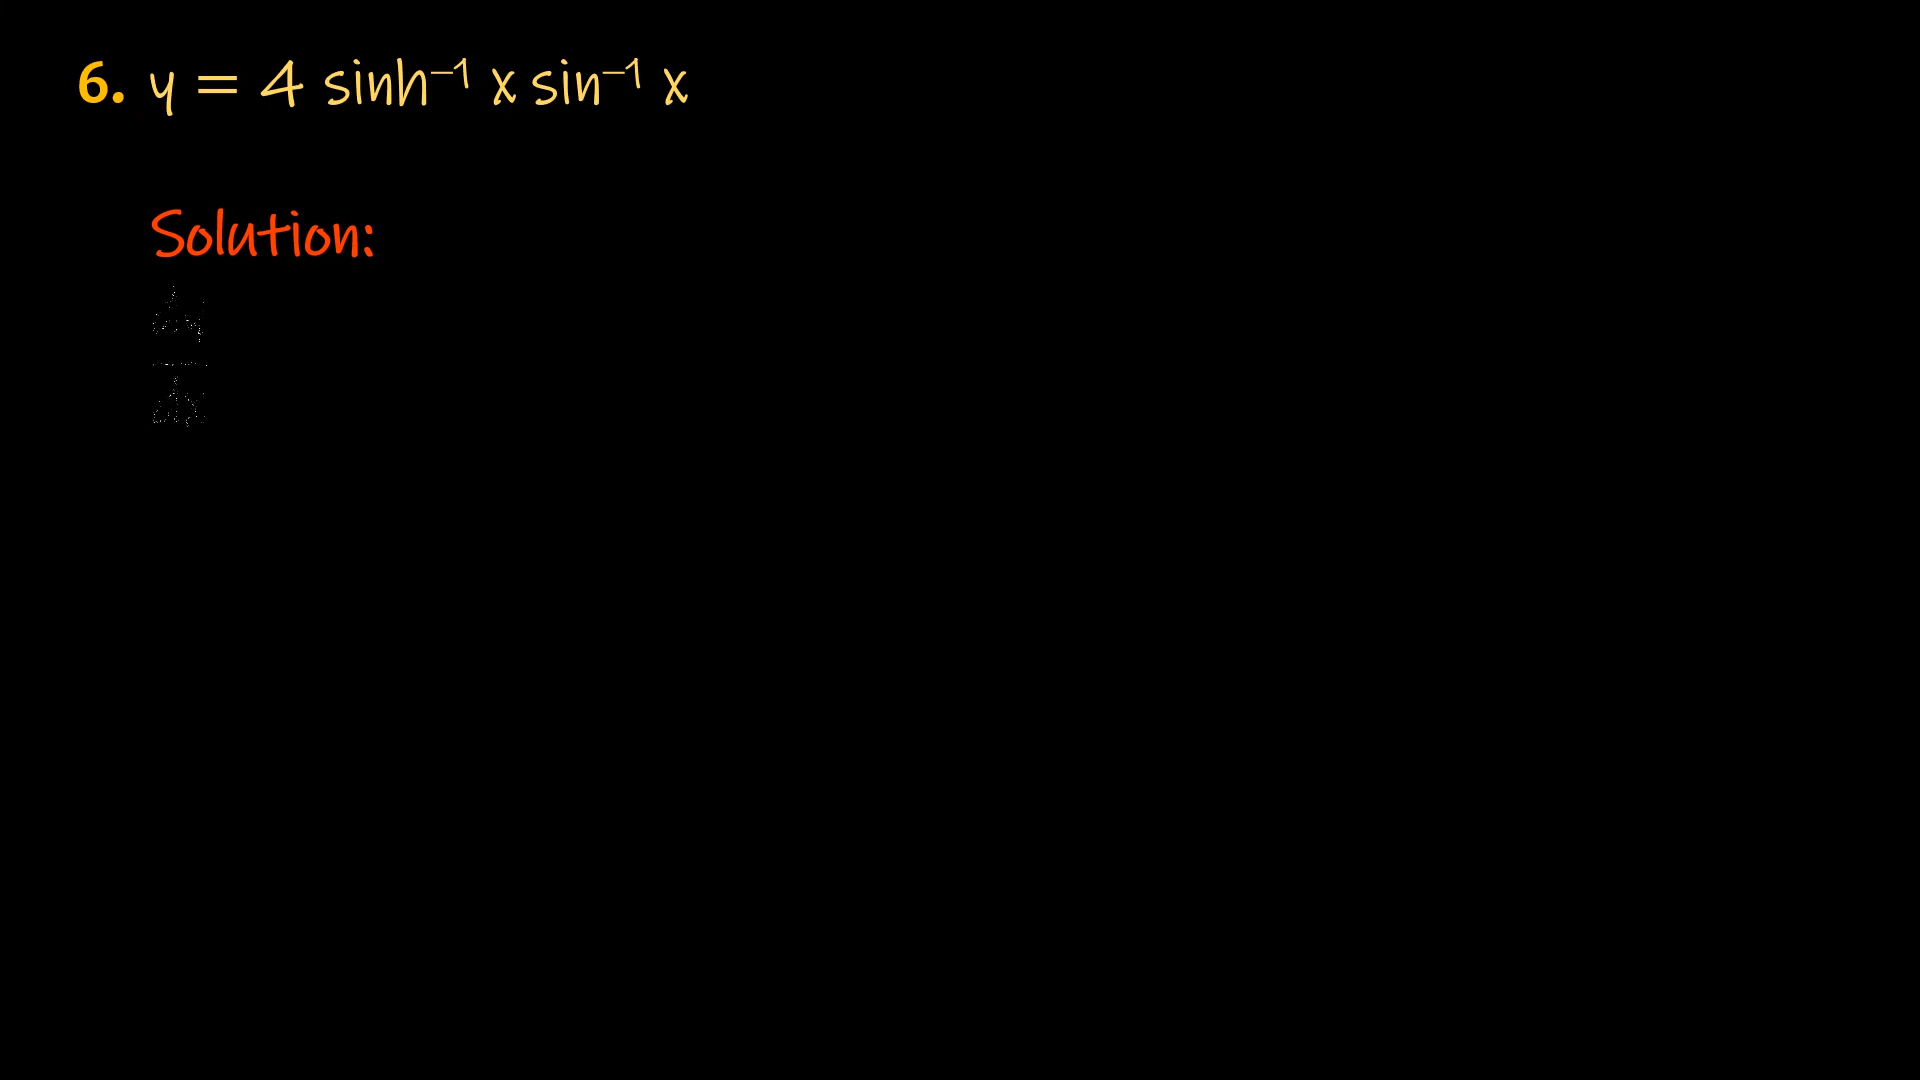 6. y = 4 sinh⁻¹ x sin⁻¹ x
Solution:
dy
dx